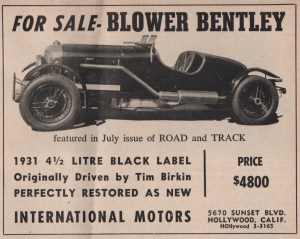 FOR SALE- BLOWER BENTLEY
featured in July issue of ROAD and TRACK
1931 4½ LITRE BLACK LABEL
Originally Driven by Tim Birkin
PERFECTLY RESTORED AS NEW
PRICE
$4800
INTERNATIONAL MOTORS
5670 SUNSET BLVD.
HOLLYWOOD, CALIF.
HOllywood 3-3165